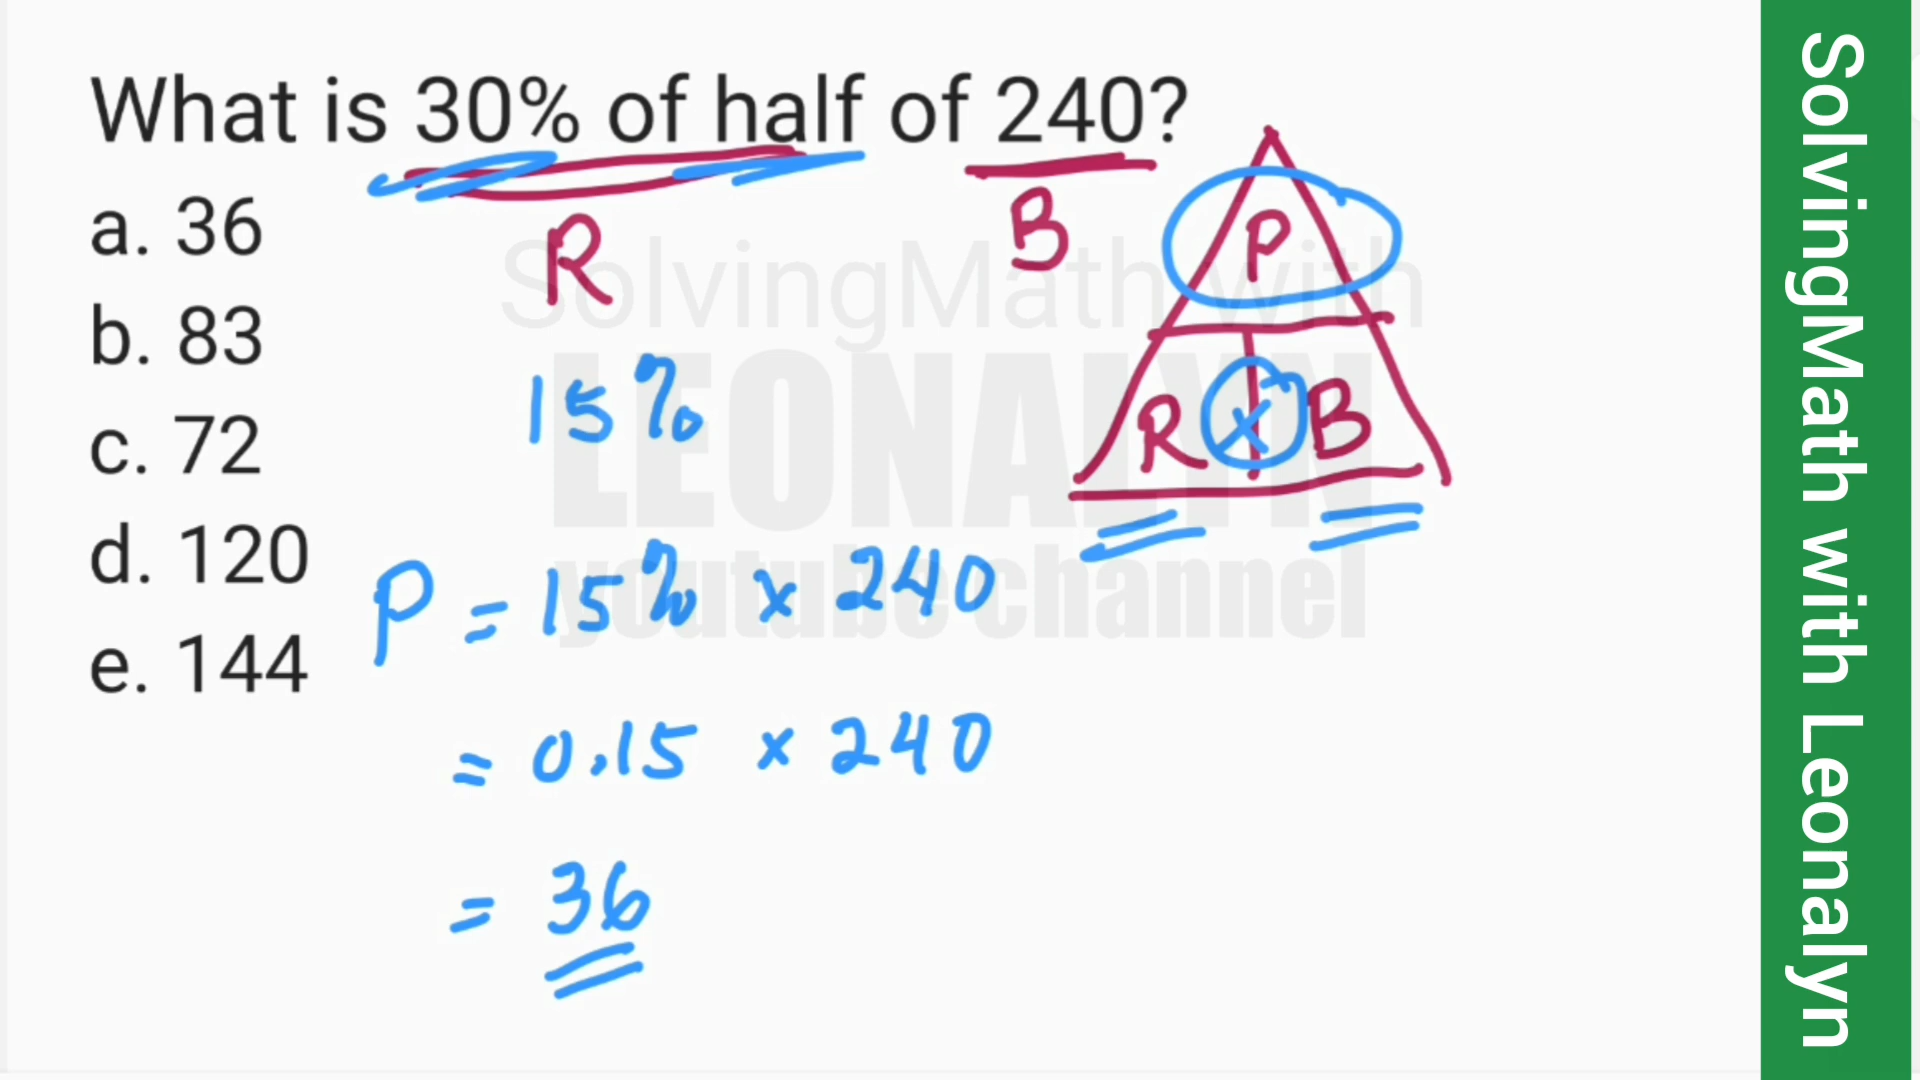 What is 30% of half of 240?
a. 36
b. 83
c. 72
d. 120
e. 144
R
B
P
R x B
15%
P = 15% x 240
= 0.15 x 240
= 36
SolvingMath with
LEONALYN
youtube channel
SolvingMath with Leonalyn